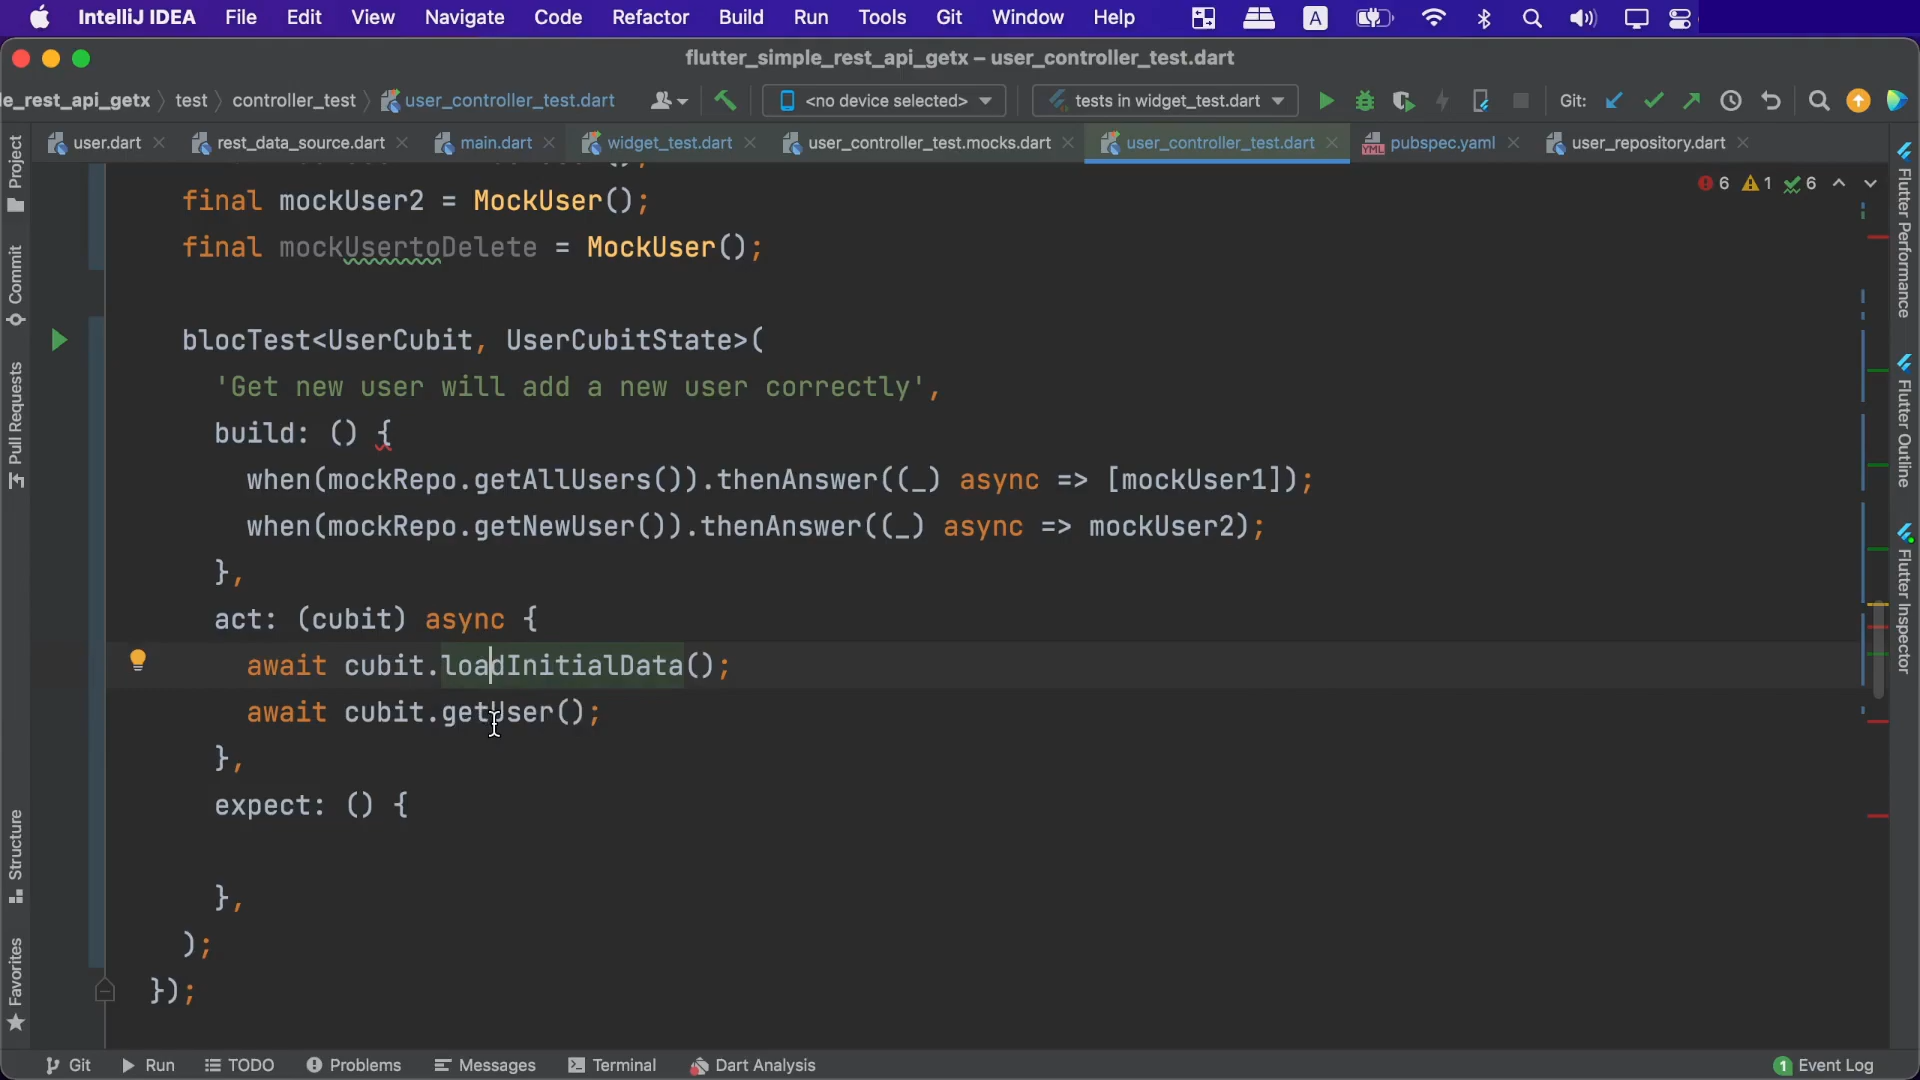 IntelliJ IDEA File Edit View Navigate Code Refactor Build Run Tools Git Window Help A
flutter_simple_rest_api_getx – user_controller_test.dart
le_rest_api_getx test controller_test user_controller_test.dart <no device selected> tests in widget_test.dart Git:
user.dart rest_data_source.dart main.dart widget_test.dart user_controller_test.mocks.dart user_controller_test.dart YML pubspec.yaml user_repository.dart
6 1 6
final mockUser2 = MockUser();
final mockUsertoDelete = MockUser();
blocTest<UserCubit, UserCubitState>(
'Get new user will add a new user correctly',
build: () {
when(mockRepo.getAllUsers()).thenAnswer((_) async => [mockUser1]);
when(mockRepo.getNewUser()).thenAnswer((_) async => mockUser2);
},
act: (cubit) async {
await cubit.loadInitialData();
await cubit.getUser();
},
expect: () {
},
);
});
Project
Commit
Pull Requests
Structure
Favorites
Flutter Performance
Flutter Outline
Flutter Inspector
Git Run TODO Problems Messages Terminal Dart Analysis 1 Event Log